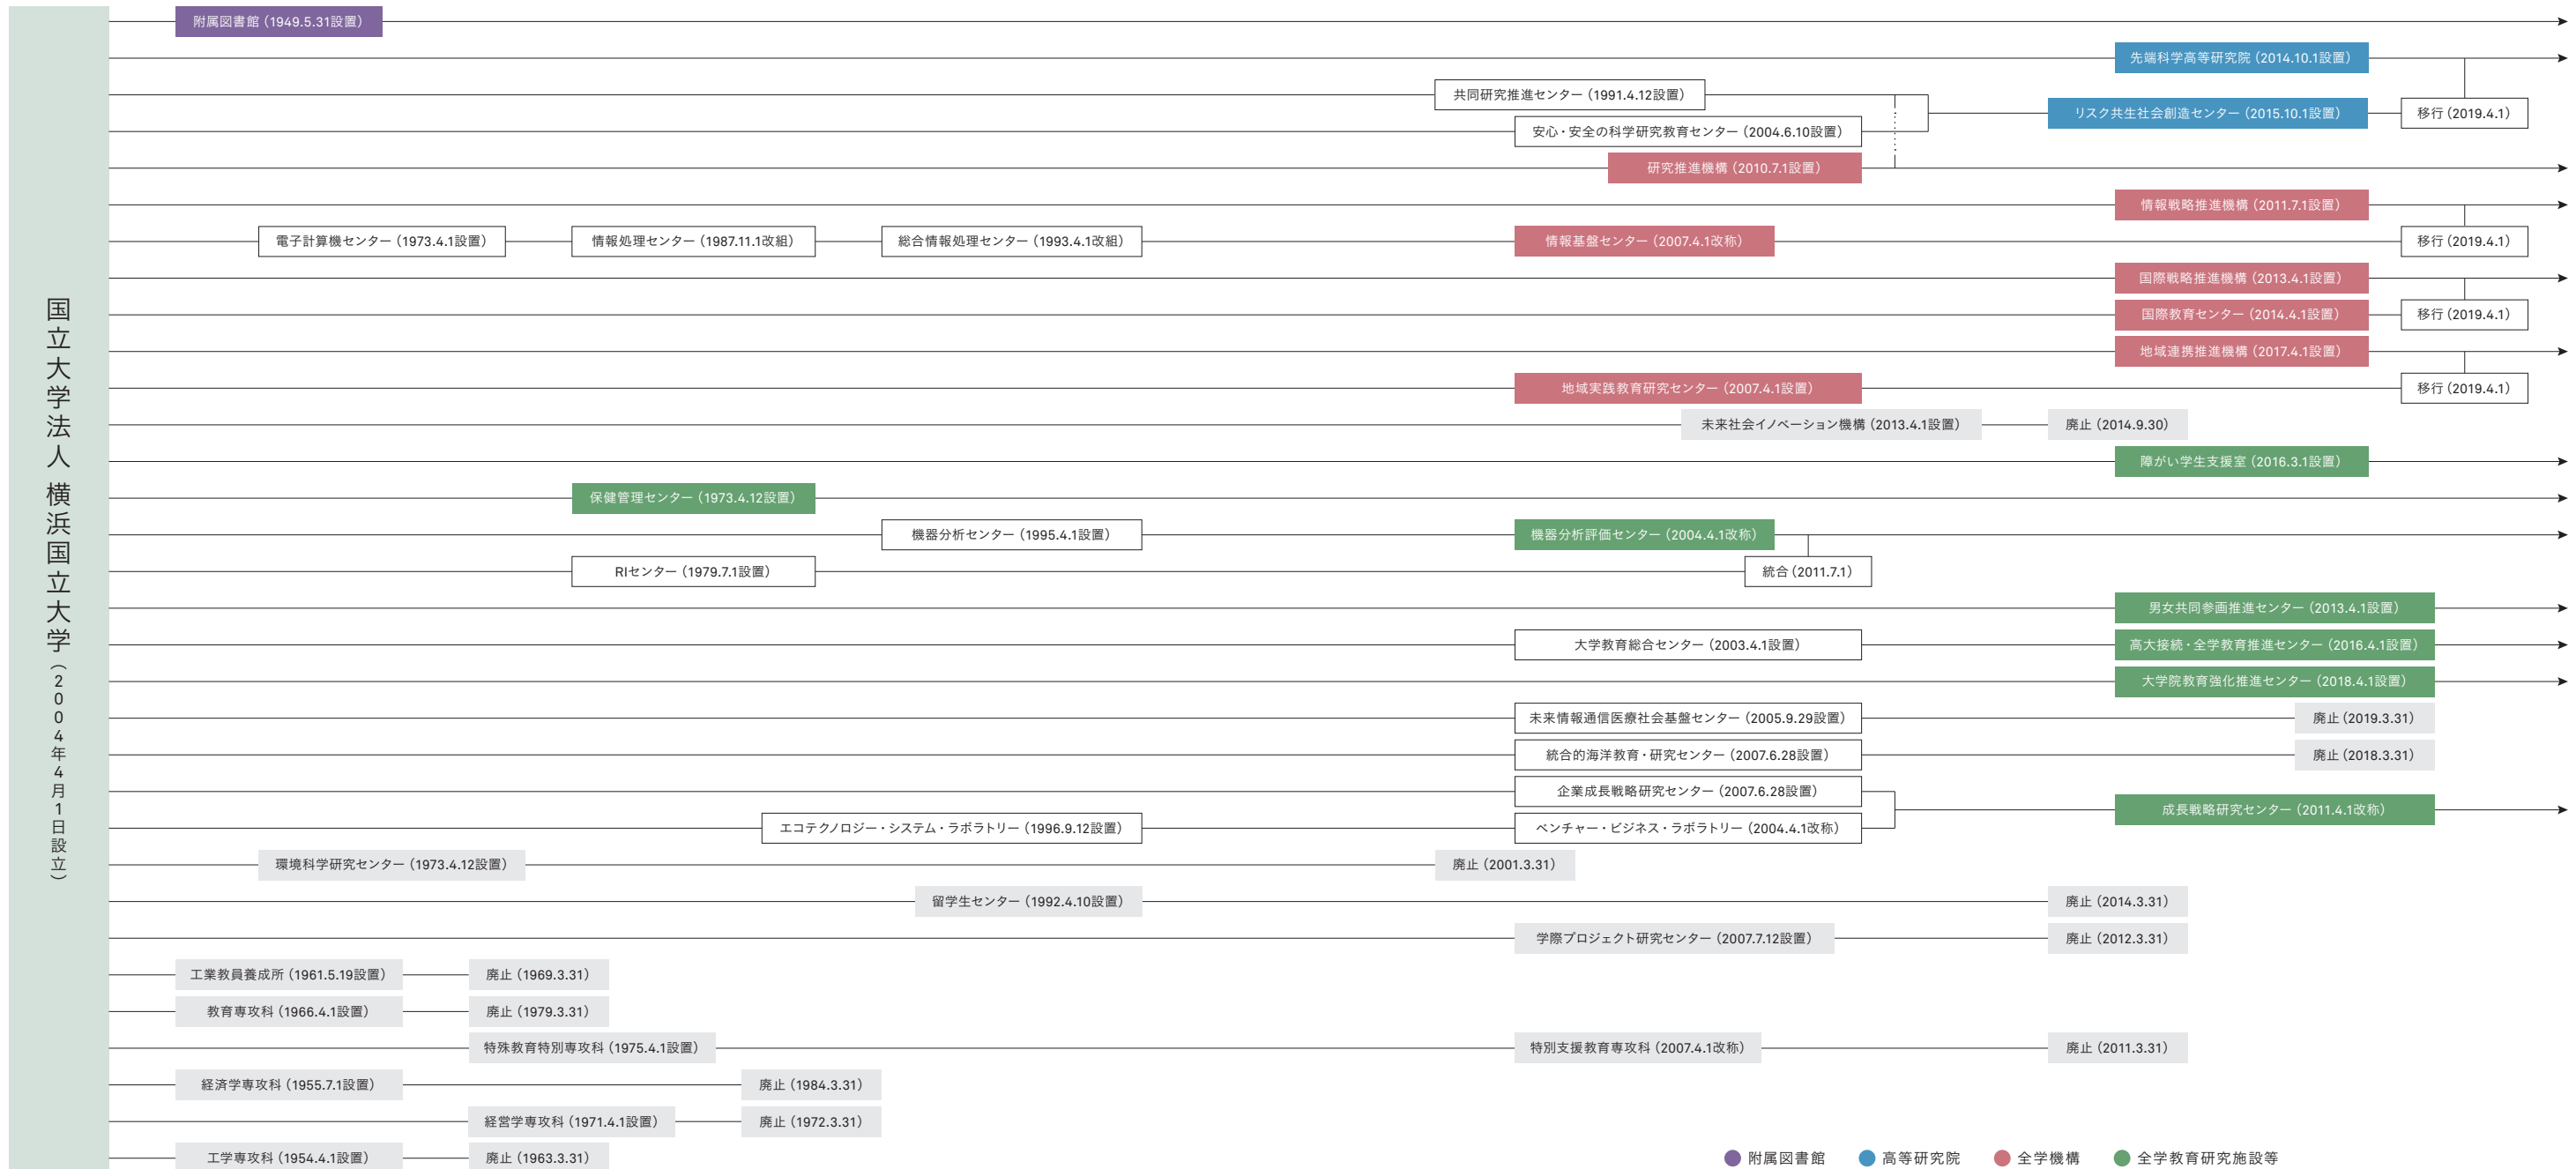 国立大学法人 横浜国立大学（2004年4月1日設立）
附属図書館（1949.5.31設置）
先端科学高等研究院（2014.10.1設置）
共同研究推進センター（1991.4.12設置）
リスク共生社会創造センター（2015.10.1設置） 移行（2019.4.1）
安心・安全の科学研究教育センター（2004.6.10設置）
研究推進機構（2010.7.1設置）
情報戦略推進機構（2011.7.1設置）
電子計算機センター（1973.4.1設置） 情報処理センター（1987.11.1改組） 総合情報処理センター（1993.4.1改組） 情報基盤センター（2007.4.1改称） 移行（2019.4.1）
国際戦略推進機構（2013.4.1設置）
国際教育センター（2014.4.1設置） 移行（2019.4.1）
地域連携推進機構（2017.4.1設置）
地域実践教育研究センター（2007.4.1設置） 移行（2019.4.1）
未来社会イノベーション機構（2013.4.1設置） 廃止（2014.9.30）
障がい学生支援室（2016.3.1設置）
保健管理センター（1973.4.12設置）
機器分析センター（1995.4.1設置） 機器分析評価センター（2004.4.1改称）
RIセンター（1979.7.1設置） 統合（2011.7.1）
男女共同参画推進センター（2013.4.1設置）
大学教育総合センター（2003.4.1設置） 高大接続・全学教育推進センター（2016.4.1設置）
大学院教育強化推進センター（2018.4.1設置）
未来情報通信医療社会基盤センター（2005.9.29設置） 廃止（2019.3.31）
統合的海洋教育・研究センター（2007.6.28設置） 廃止（2018.3.31）
企業成長戦略研究センター（2007.6.28設置）
成長戦略研究センター（2011.4.1改称）
エコテクノロジー・システム・ラボラトリー（1996.9.12設置） ベンチャー・ビジネス・ラボラトリー（2004.4.1改称）
環境科学研究センター（1973.4.12設置） 廃止（2001.3.31）
留学生センター（1992.4.10設置） 廃止（2014.3.31）
学際プロジェクト研究センター（2007.7.12設置） 廃止（2012.3.31）
工業教員養成所（1961.5.19設置） 廃止（1969.3.31）
教育専攻科（1966.4.1設置） 廃止（1979.3.31）
特殊教育特別専攻科（1975.4.1設置） 特別支援教育専攻科（2007.4.1改称） 廃止（2011.3.31）
経済学専攻科（1955.7.1設置） 廃止（1984.3.31）
経営学専攻科（1971.4.1設置） 廃止（1972.3.31）
工学専攻科（1954.4.1設置） 廃止（1963.3.31）
附属図書館 高等研究院 全学機構 全学教育研究施設等